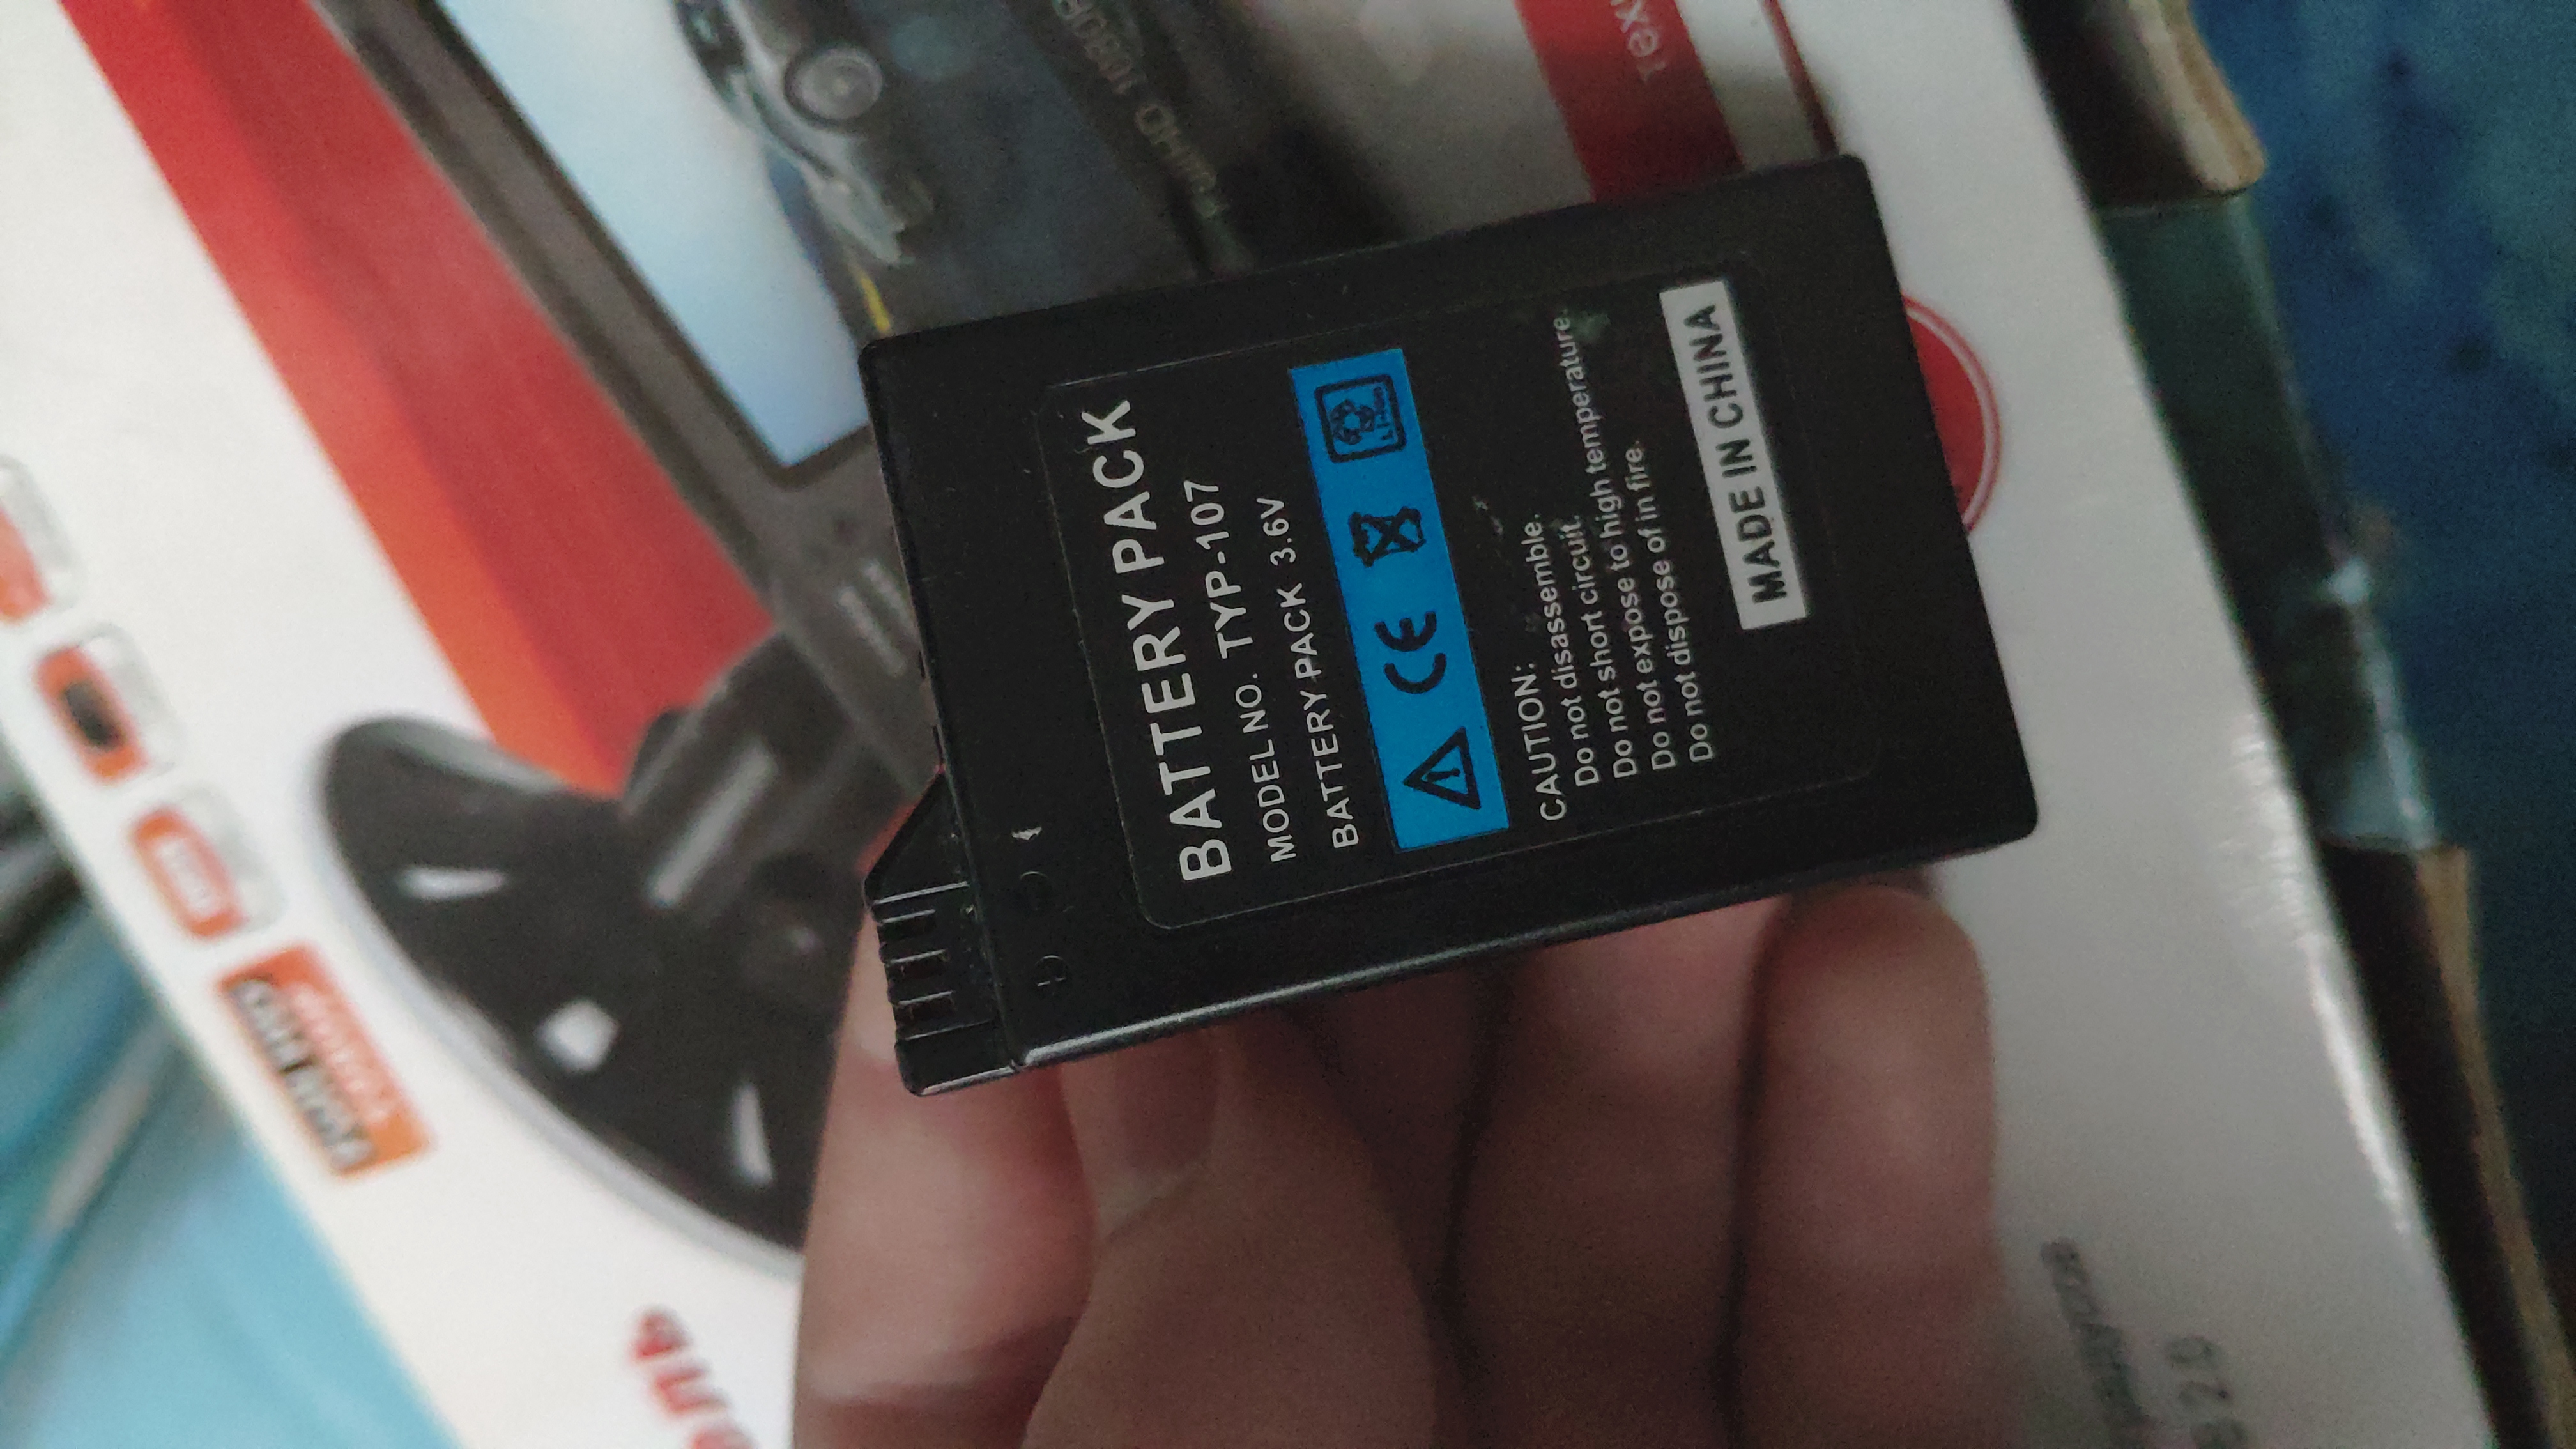 BATTERY PACK
MODEL NO. TYP-107
BATTERY PACK 3.6V
CE
CAUTION:
Do not disassemble.
Do not short circuit.
Do not expose to high temperature.
Do not dispose of in fire.
MADE IN CHINA